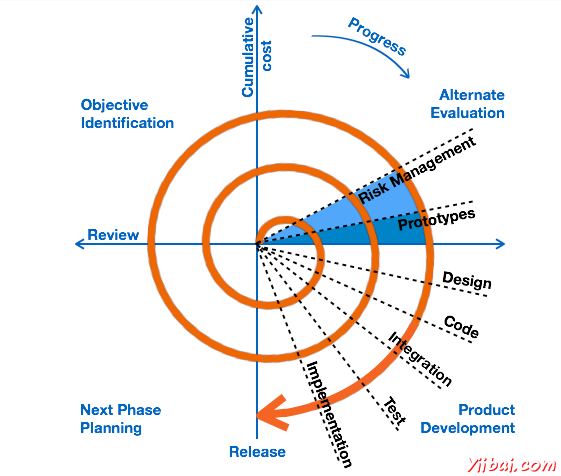 Cumulative
cost
Progress
Objective
Identification
Alternate
Evaluation
Risk Management
Prototypes
Review
Design
Code
Integration
Test
Implementation
Next Phase
Planning
Product
Development
Release
Yiibai.com